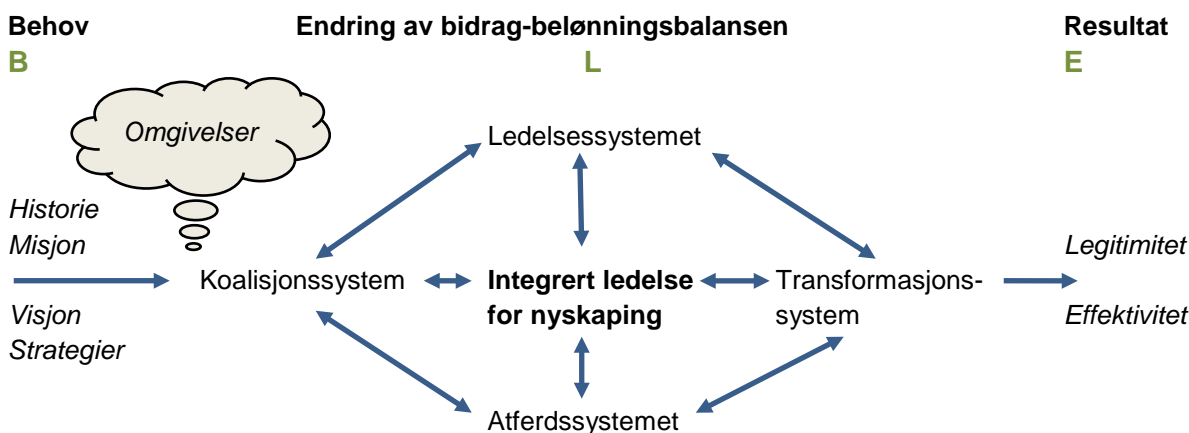 Behov
Endring av bidrag-belønningsbalansen
Resultat
B
L
E
Omgivelser
Ledelsessystemet
Historie
Misjon
Legitimitet
Koalisjonssystem
Integrert ledelse
for nyskaping
Transformasjons-
system
Visjon
Strategier
Effektivitet
Atferdssystemet